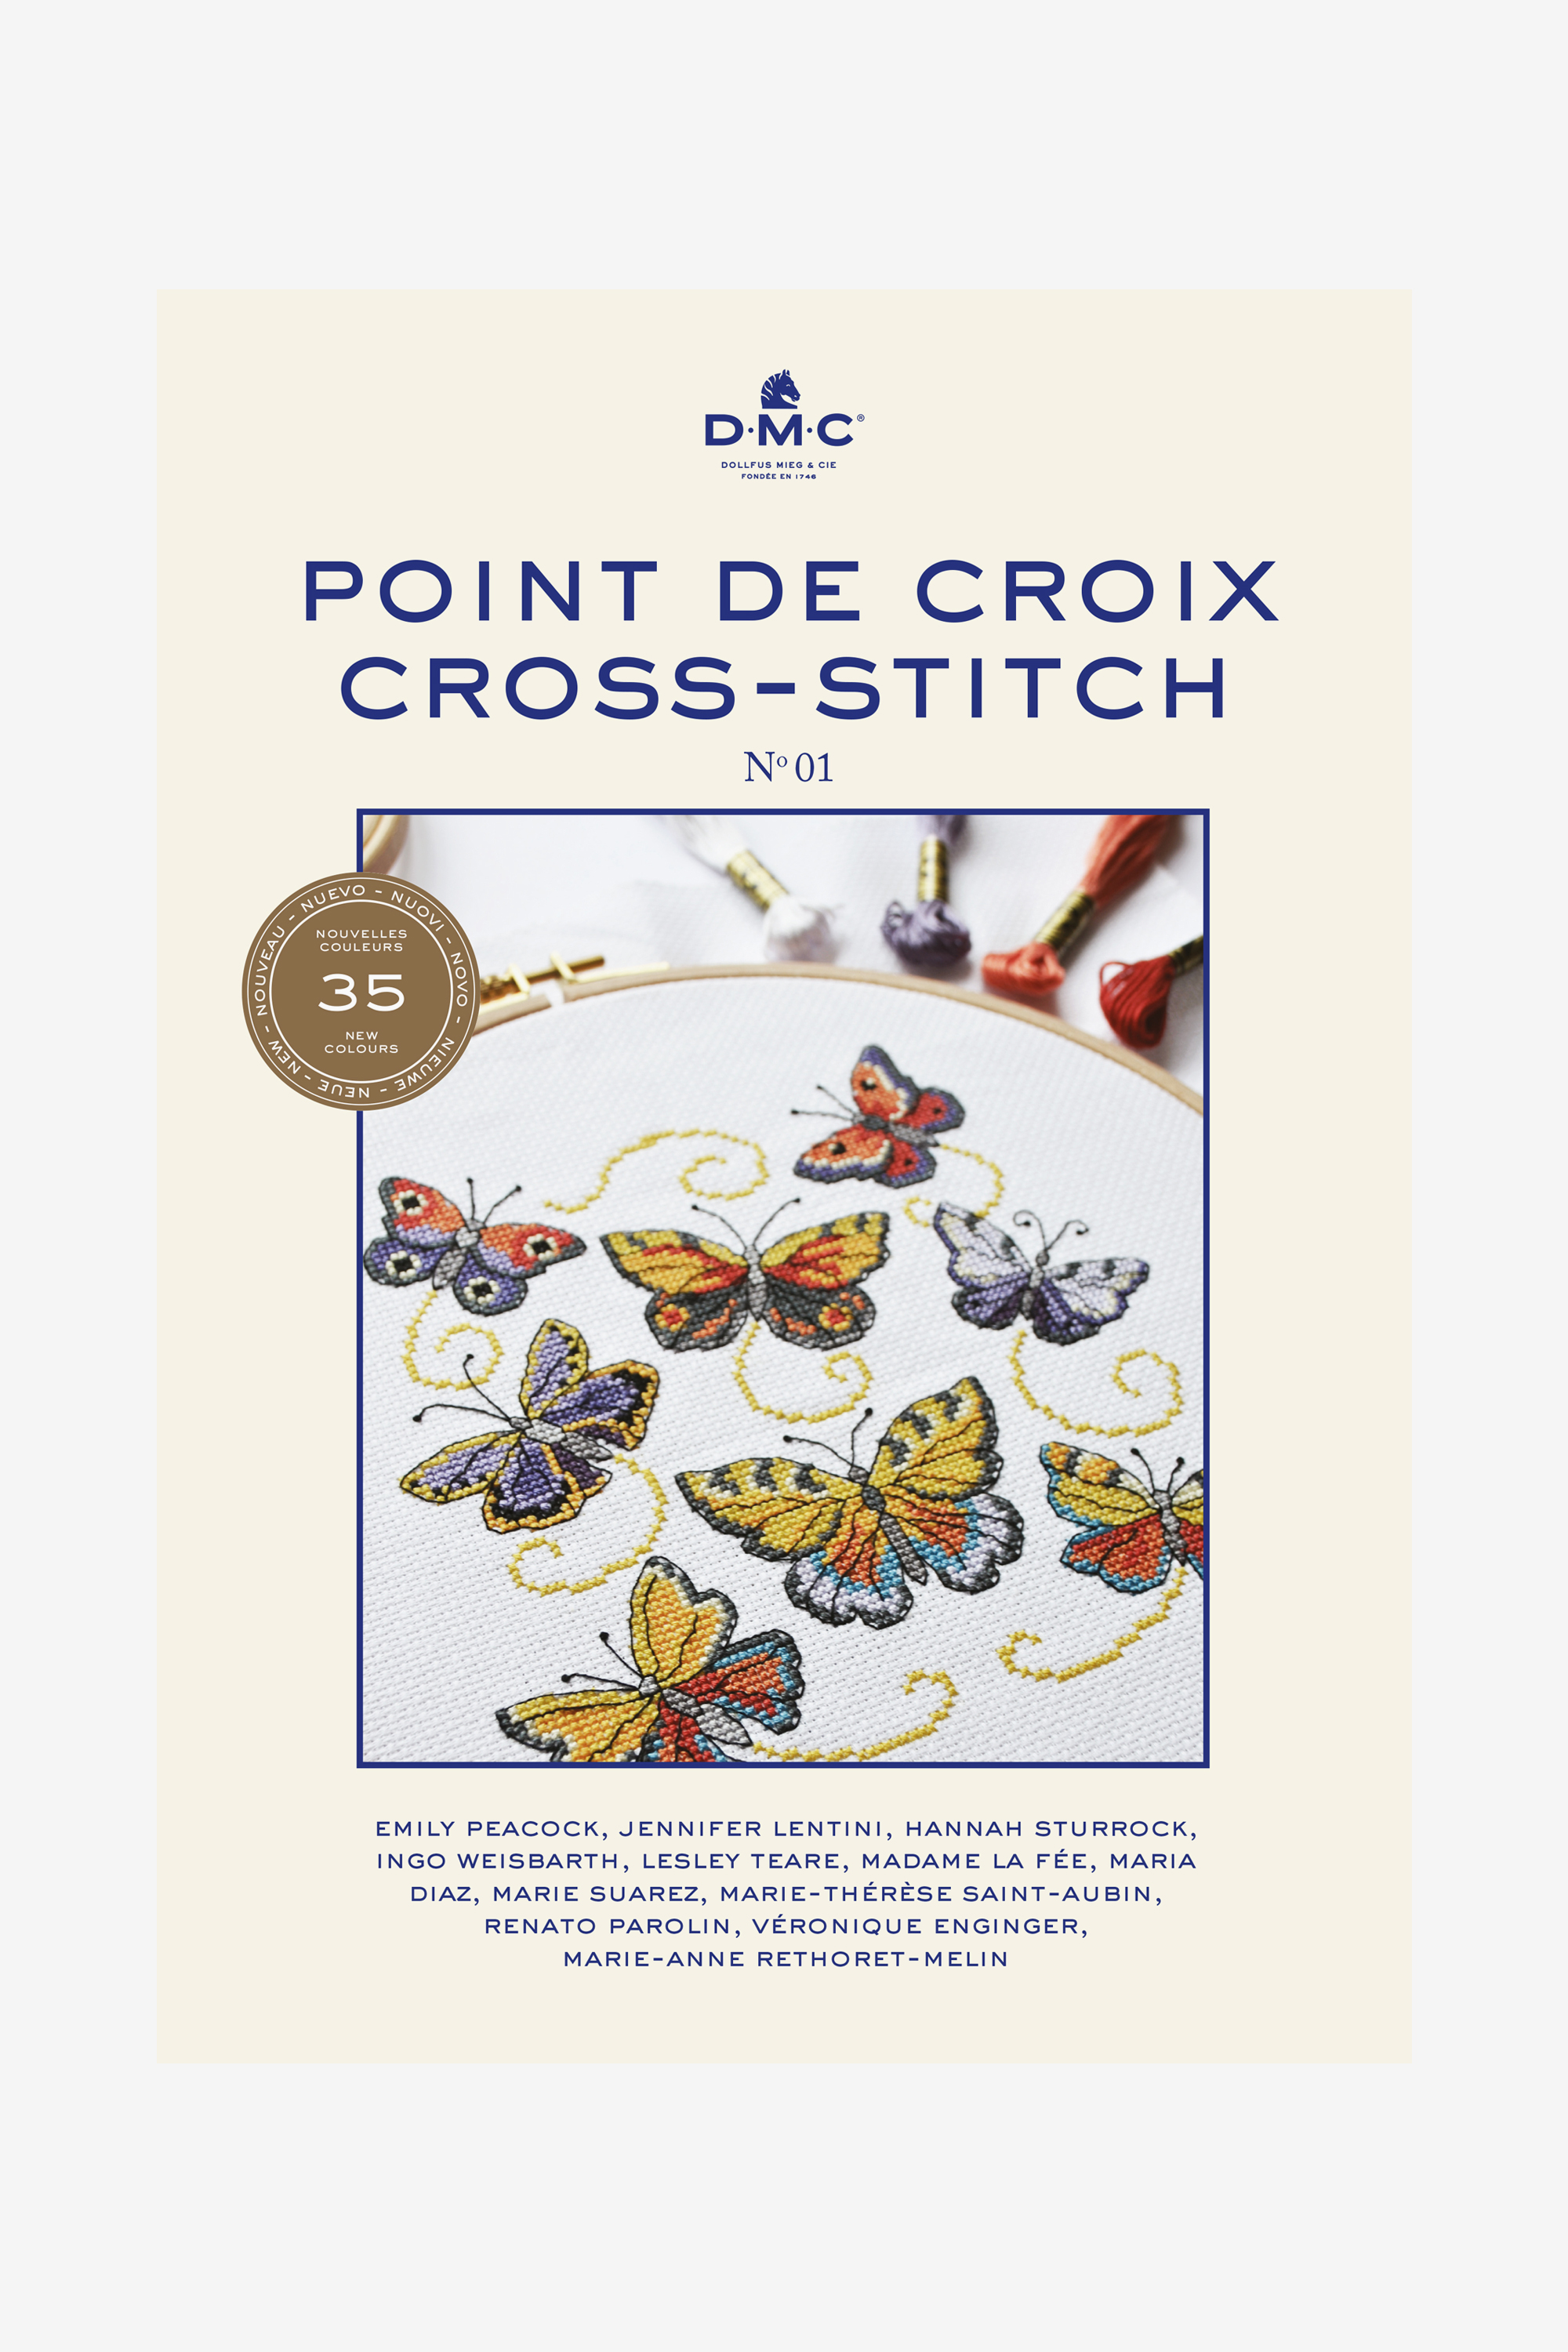 D·M·C®
DOLLFUS MIEG & CIE
FONDÉE EN 1746
POINT DE CROIX
CROSS-STITCH
Nº 01
NOUVEAU - NUEVO - NUOVI - NOVO - NIEUWE - NEUE - NEW -
NOUVELLES
COULEURS
35
NEW
COLOURS
EMILY PEACOCK, JENNIFER LENTINI, HANNAH STURROCK,
INGO WEISBARTH, LESLEY TEARE, MADAME LA FÉE, MARIA
DIAZ, MARIE SUAREZ, MARIE-THÉRÈSE SAINT-AUBIN,
RENATO PAROLIN, VÉRONIQUE ENGINGER,
MARIE-ANNE RETHORET-MELIN